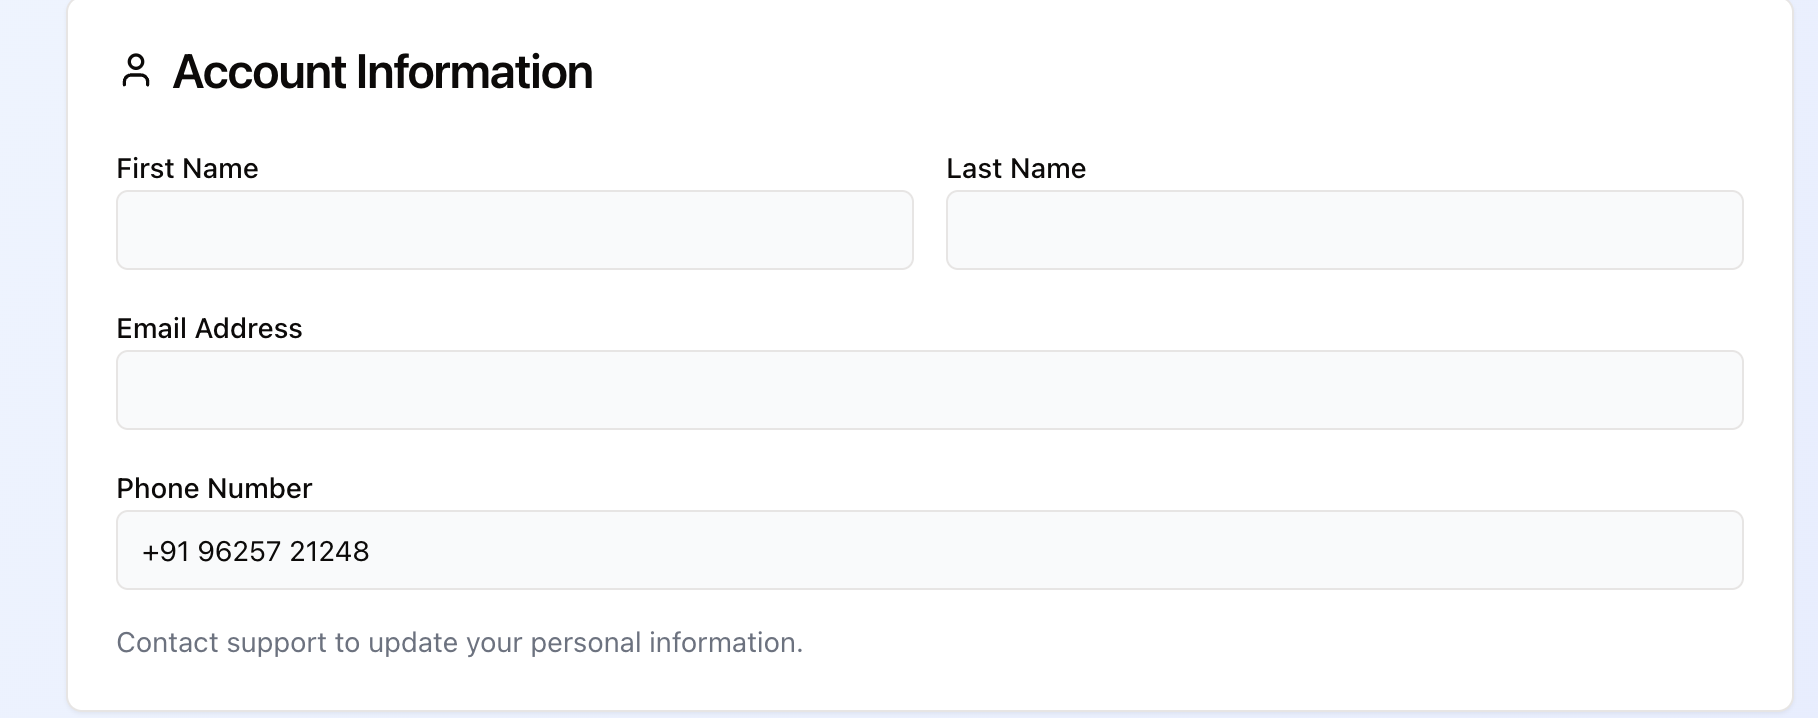 Account Information
First Name
Last Name
Email Address
Phone Number
+91 96257 21248
Contact support to update your personal information.